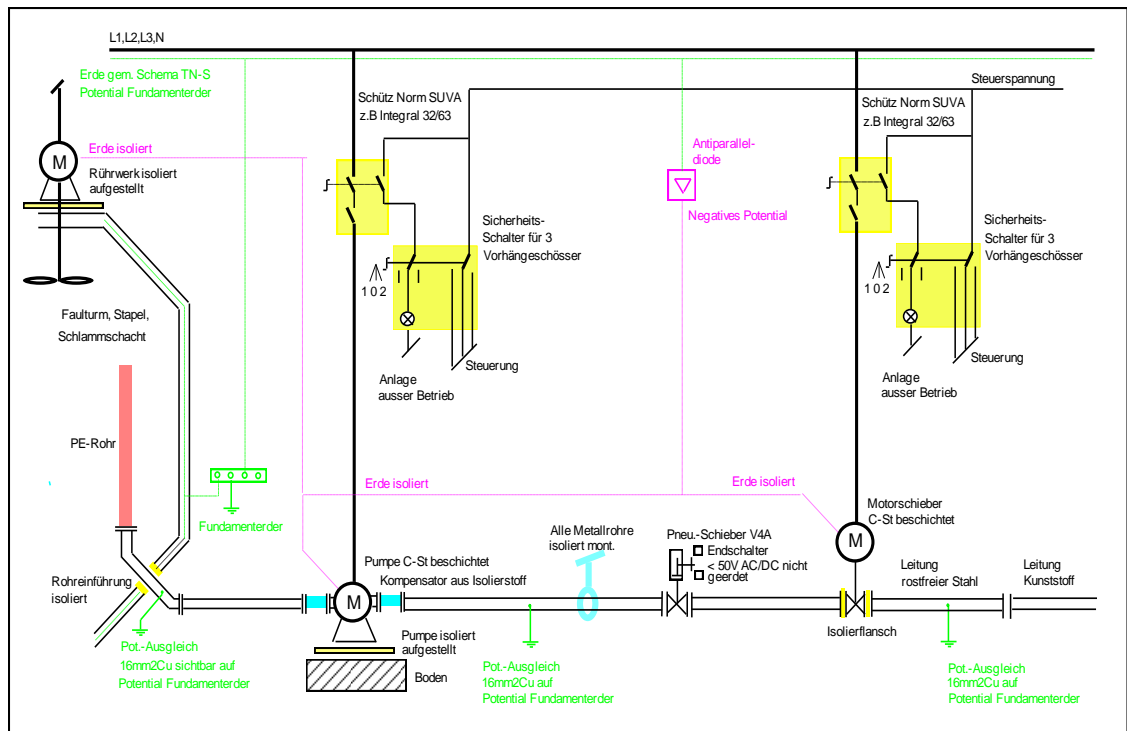 L1,L2,L3,N
Erde gem. Schema TN-S
Potential Fundamenterder
Steuerspannung
Schütz Norm SUVA
z.B Integral 32/63
Schütz Norm SUVA
z.B Integral 32/63
Erde isoliert
M
Rührwerk isoliert
aufgestellt
Antiparallel-
diode
Negatives Potential
Sicherheits-
Schalter für 3
Vorhängeschösser
Sicherheits-
Schalter für 3
Vorhängeschösser
1 0 2
1 0 2
Faulturm, Stapel,
Schlammschacht
Steuerung
Steuerung
Anlage
ausser Betrieb
Anlage
ausser Betrieb
PE-Rohr
Erde isoliert
Erde isoliert
Fundamenterder
Motorschieber
C-St beschichtet
M
Alle Metallrohre
isoliert mont.
Pneu.-Schieber V4A
Endschalter
< 50V AC/DC nicht
geerdet
Pumpe C-St beschichtet
Kompensator aus Isolierstoff
M
Rohreinführung
isoliert
Leitung
rostfreier Stahl
Leitung
Kunststoff
Isolierflansch
Pumpe isoliert
aufgestellt
Boden
Pot.-Ausgleich
16mm2Cu sichtbar auf
Potential Fundamenterder
Pot.-Ausgleich
16mm2Cu auf
Potential Fundamenterder
Pot.-Ausgleich
16mm2Cu auf
Potential Fundamenterder